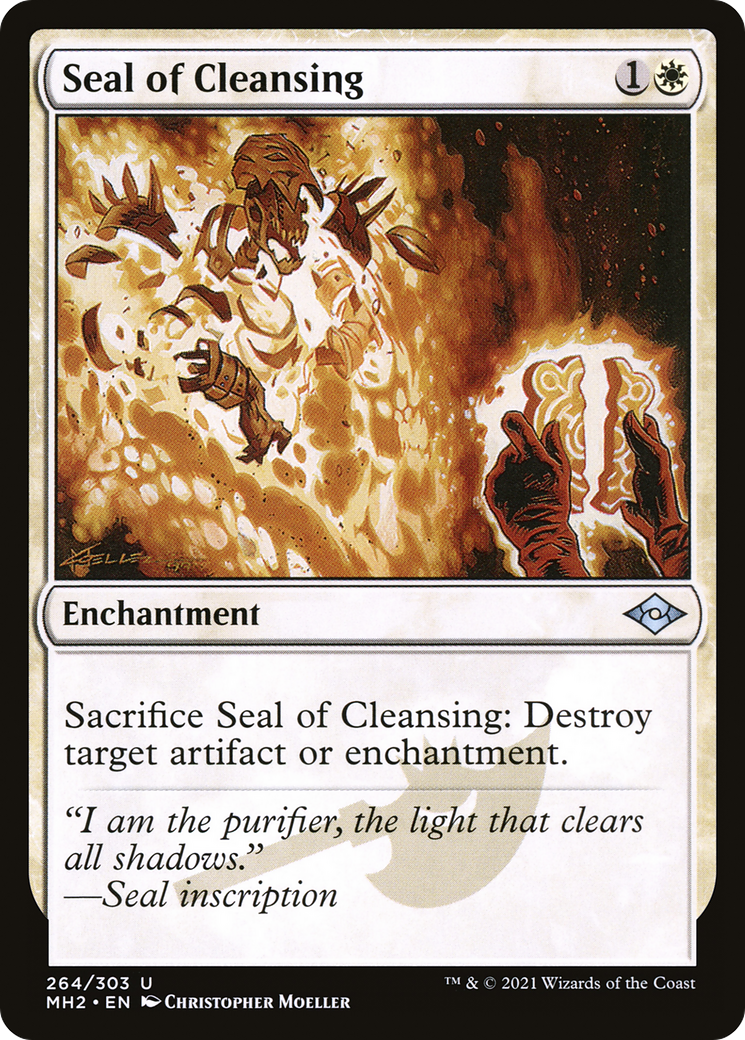 Seal of Cleansing 1
Enchantment
Sacrifice Seal of Cleansing: Destroy
target artifact or enchantment.
“I am the purifier, the light that clears
all shadows.”
—Seal inscription
264/303 U
MH2 • EN Christopher Moeller
™ & © 2021 Wizards of the Coast